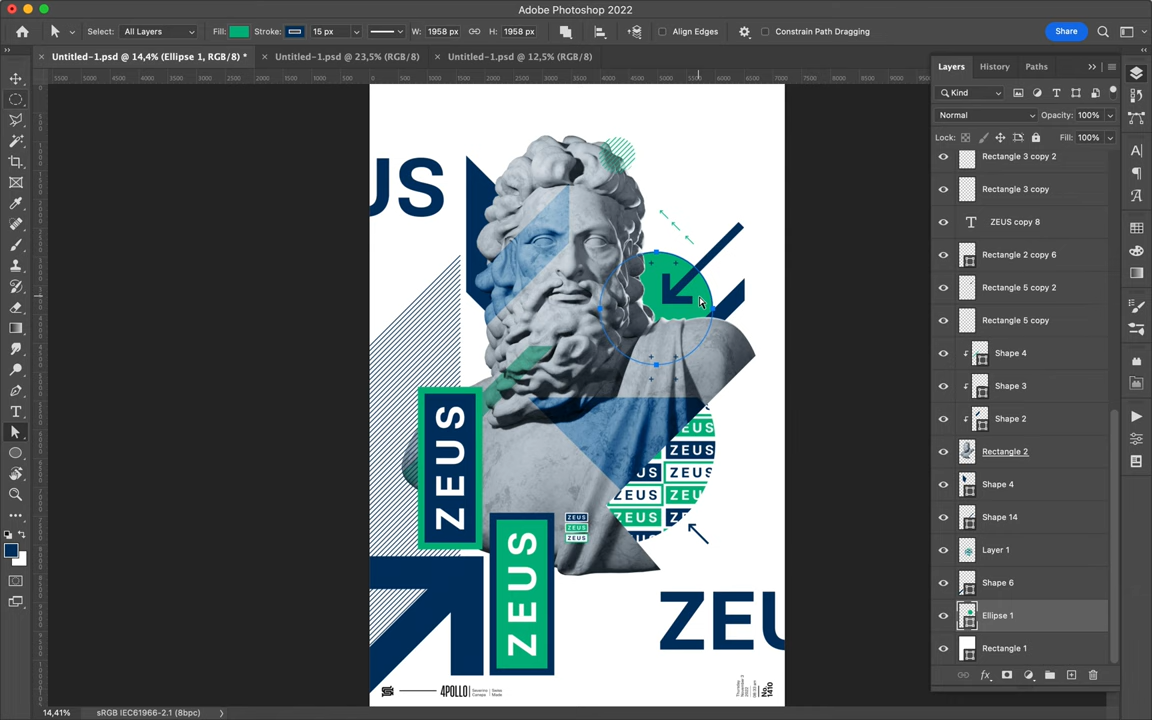 Adobe Photoshop 2022
Select: All Layers Fill: Stroke: 15 px W: 1958 px H: 1958 px Align Edges Constrain Path Dragging Share
Untitled-1.psd @ 14,4% (Ellipse 1, RGB/8) * Untitled-1.psd @ 23,5% (RGB/8) Untitled-1.psd @ 12,5% (RGB/8)
Layers History Paths
Kind
Normal Opacity: 100%
Lock: Fill: 100%
Rectangle 3 copy 2
Rectangle 3 copy
ZEUS copy 8
Rectangle 2 copy 6
Rectangle 5 copy 2
Rectangle 5 copy
Shape 4
Shape 3
Shape 2
Rectangle 2
Shape 4
Shape 14
Layer 1
Shape 6
Ellipse 1
Rectangle 1
EUS
ZEUS
ZEUS
ZEUS
ZEUS
ZEUS
EUS
ZEUS
US
ZEUS
ZEUS
ZEUS
ZEU
4POLLO
No.
1410
14,41% sRGB IEC61966-2.1 (8bpc)